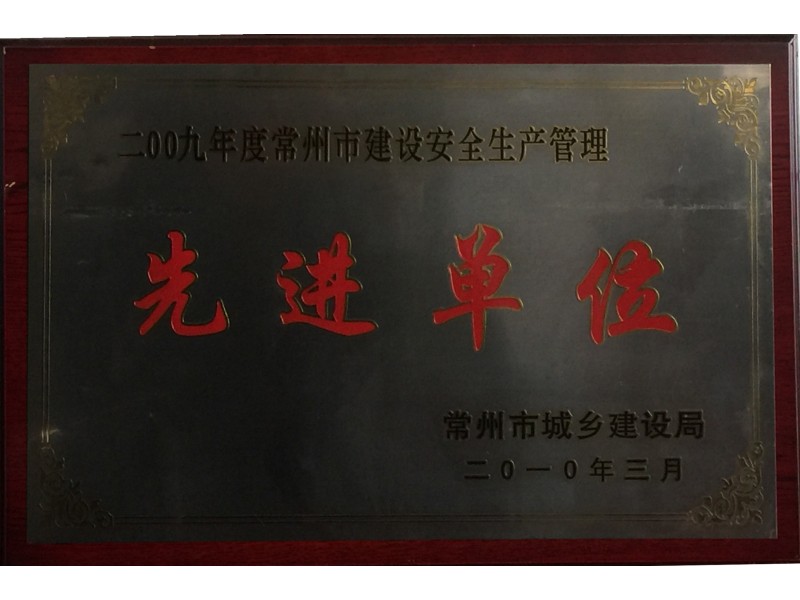 二00九年度常州市建设安全生产管理
先进单位
常州市城乡建设局
二0一0年三月